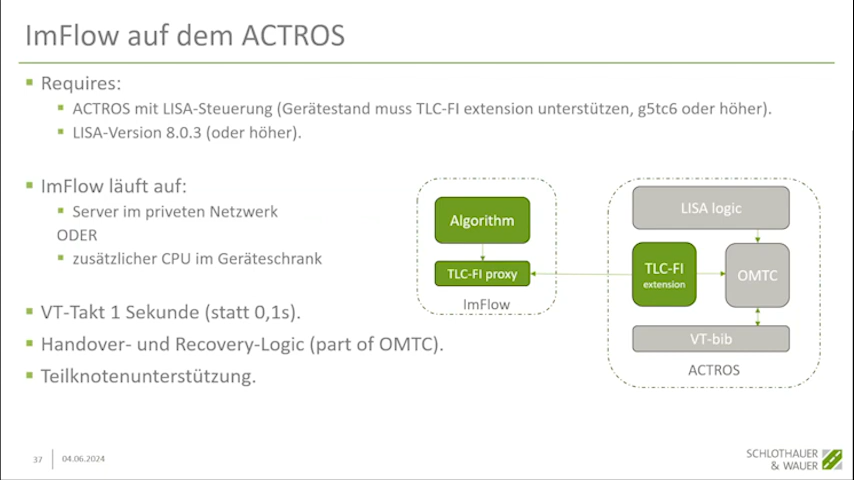 ImFlow auf dem ACTROS
Requires:
ACTROS mit LISA-Steuerung (Gerätestand muss TLC-FI extension unterstützen, g5tc6 oder höher).
LISA-Version 8.0.3 (oder höher).
ImFlow läuft auf:
Server im priveten Netzwerk
ODER
zusätzlicher CPU im Geräteschrank
VT-Takt 1 Sekunde (statt 0,1s).
Handover- und Recovery-Logic (part of OMTC).
Teilknotenunterstützung.
Algorithm
TLC-FI proxy
ImFlow
LISA logic
TLC-FI
extension
OMTC
VT-bib
ACTROS
37
04.06.2024
SCHLOTHAUER
& WAUER